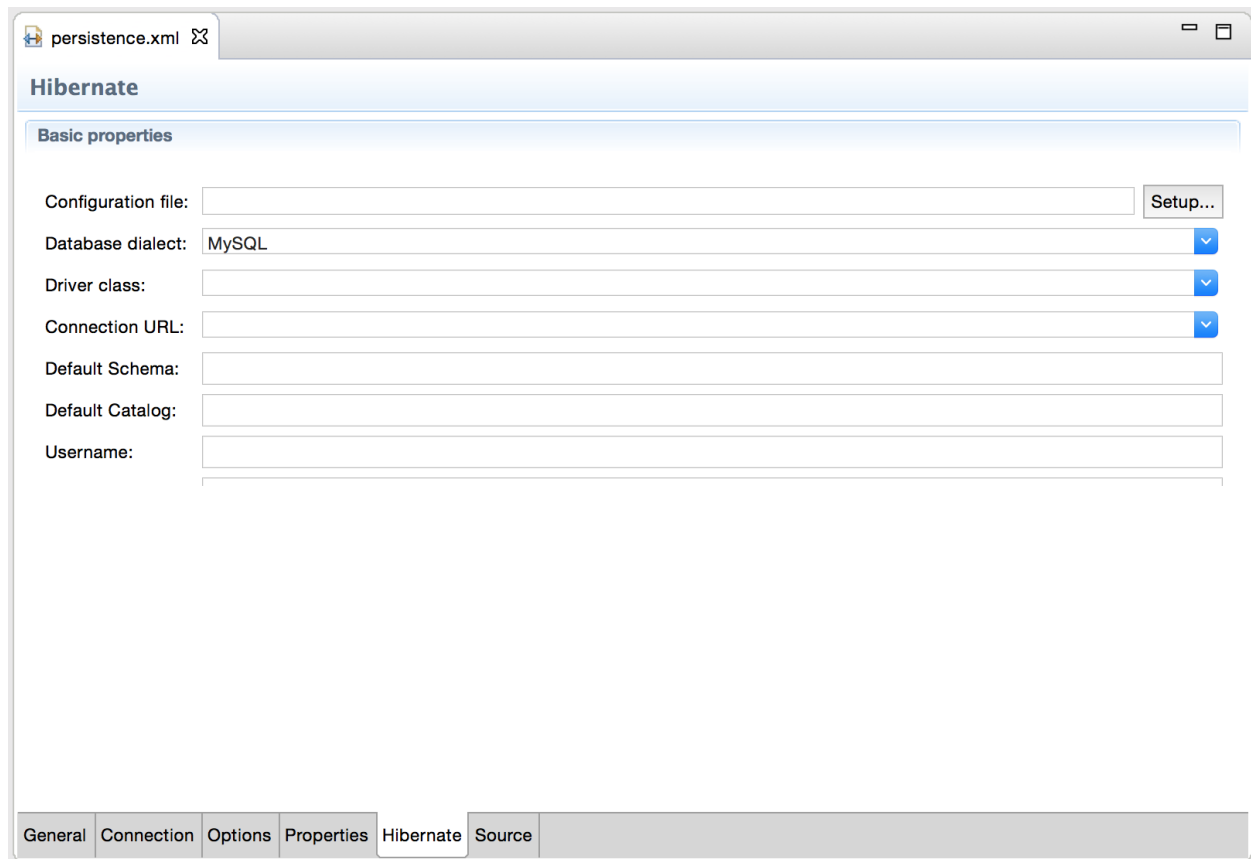 persistence.xml
Hibernate
Basic properties
Configuration file: Setup...
Database dialect: MySQL
Driver class:
Connection URL:
Default Schema:
Default Catalog:
Username:
General Connection Options Properties Hibernate Source